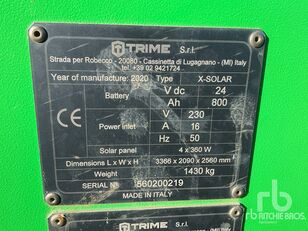 TRIME S.r.l.
Strada per Robecco - 20080 - Cassinetta di Lugagnano - (MI) Italy
tel. +39 02 9421724
Year of manufacture: 2020 Type X-SOLAR
Battery V dc 24
Ah 800
CE Power inlet V 230
A 16
Hz 50
Solar panel 4 x 360 W
Dimensions L x W x H 3366 x 2090 x 2560 mm
Weight 1430 kg
SERIAL N° 560200219
MADE IN ITALY
TRIME S.r.l.
rb
ritchie bros.